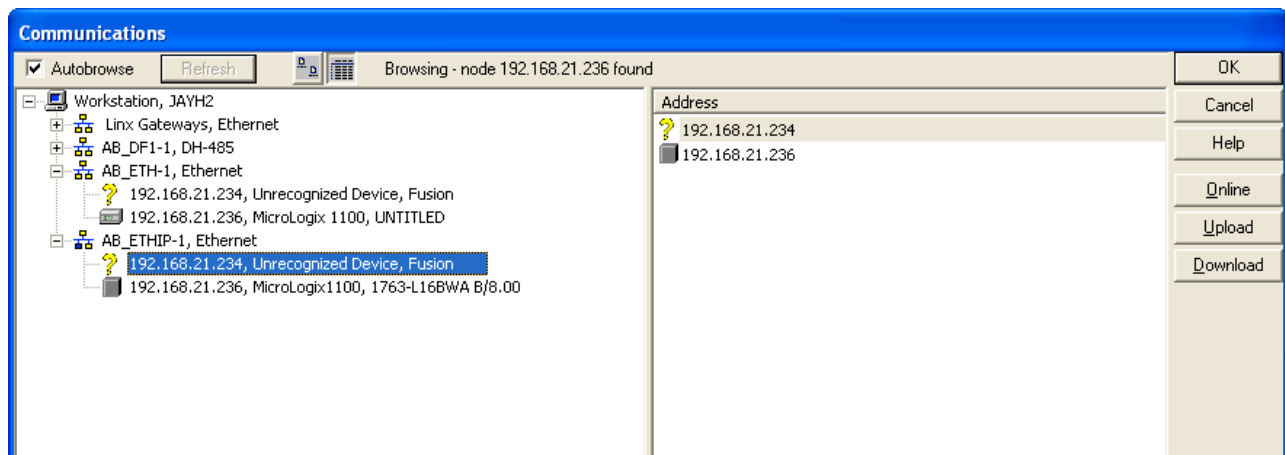 Communications
Autobrowse Refresh Browsing - node 192.168.21.236 found
Workstation, JAYH2
Linx Gateways, Ethernet
AB_DF1-1, DH-485
AB_ETH-1, Ethernet
192.168.21.234, Unrecognized Device, Fusion
192.168.21.236, MicroLogix 1100, UNTITLED
AB_ETHIP-1, Ethernet
192.168.21.234, Unrecognized Device, Fusion
192.168.21.236, MicroLogix1100, 1763-L16BWA B/8.00
Address
192.168.21.234
192.168.21.236
OK
Cancel
Help
Online
Upload
Download